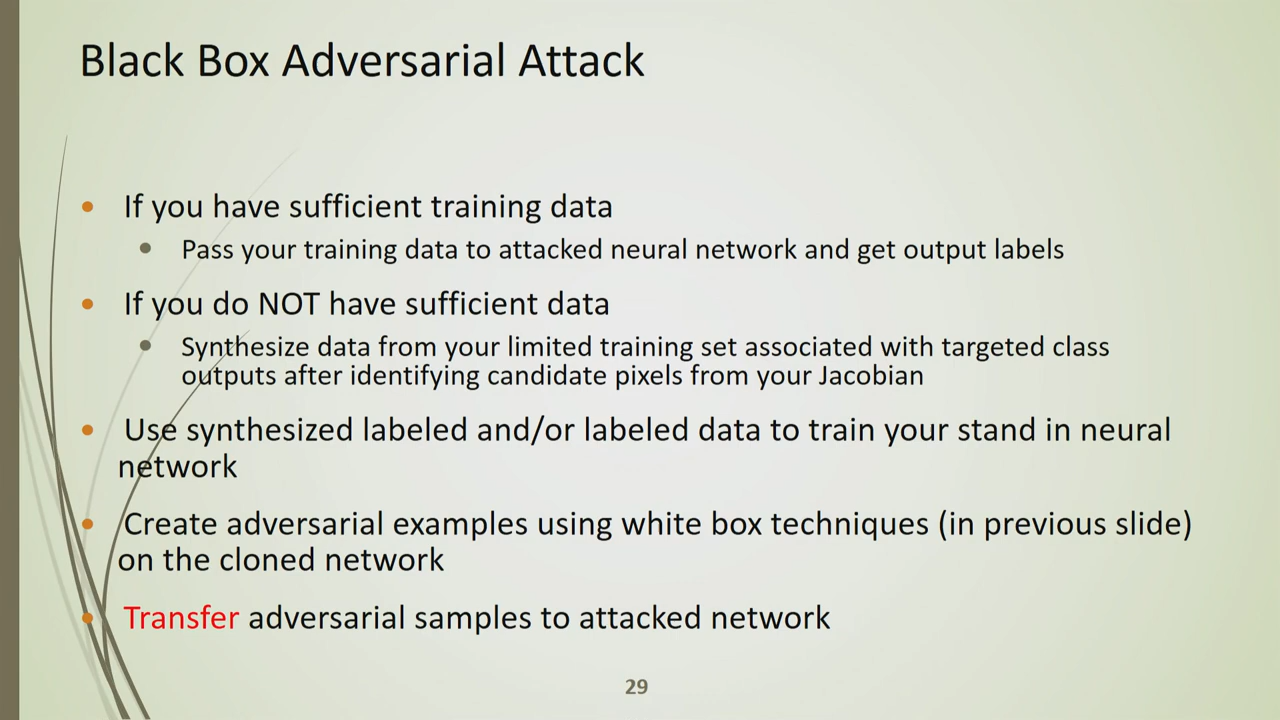 Black Box Adversarial Attack
• If you have sufficient training data
• Pass your training data to attacked neural network and get output labels
• If you do NOT have sufficient data
• Synthesize data from your limited training set associated with targeted class
outputs after identifying candidate pixels from your Jacobian
• Use synthesized labeled and/or labeled data to train your stand in neural
network
• Create adversarial examples using white box techniques (in previous slide)
on the cloned network
• Transfer adversarial samples to attacked network
29